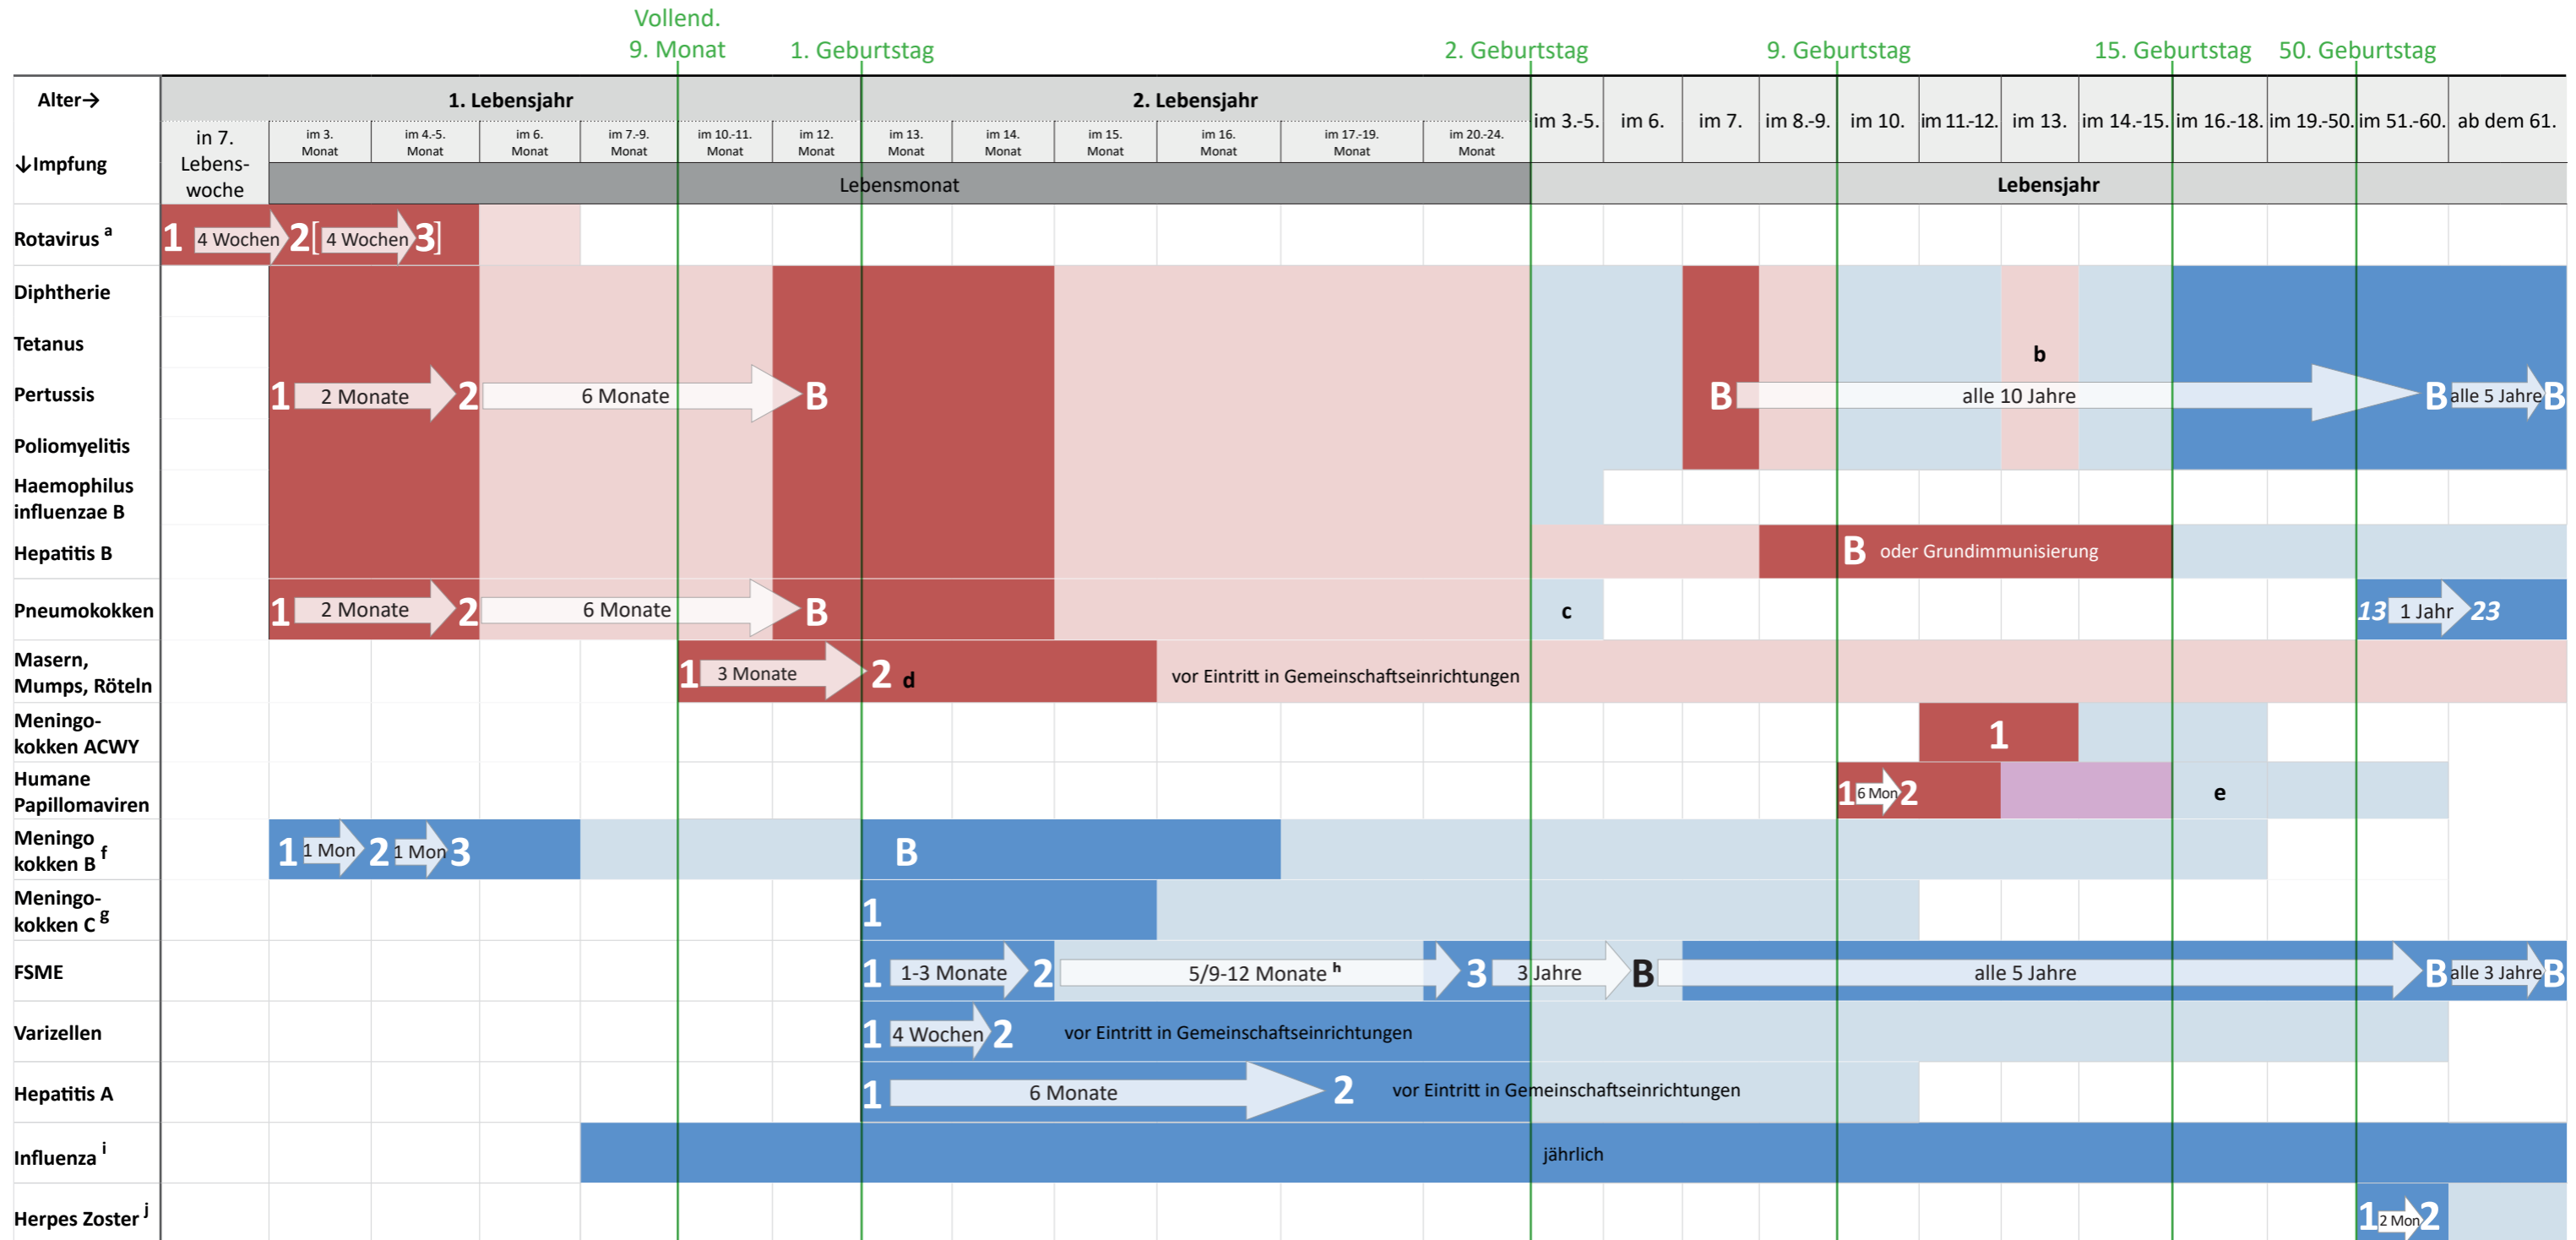 Vollend.
9. Monat 1. Geburtstag 2. Geburtstag 9. Geburtstag 15. Geburtstag 50. Geburtstag
Alter→
1. Lebensjahr 2. Lebensjahr
im 3.-5. im 6. im 7. im 8.-9. im 10. im 11.-12. im 13. im 14.-15. im 16.-18. im 19.-50. im 51.-60. ab dem 61.
im 3. im 4.-5. im 6. im 7.-9. im 10.-11. im 12. im 13. im 14. im 15. im 16. im 17.-19. im 20.-24.
Monat Monat Monat Monat Monat Monat Monat Monat Monat Monat Monat Monat
in 7.
Lebens-
woche
↓Impfung
Lebensmonat Lebensjahr
Rotavirus a 1 4 Wochen 2 [ 4 Wochen 3]
Diphtherie
Tetanus b
Pertussis 1 2 Monate 2 6 Monate B B alle 10 Jahre B alle 5 Jahre B
Poliomyelitis
Haemophilus
influenzae B
Hepatitis B B oder Grundimmunisierung
Pneumokokken 1 2 Monate 2 6 Monate B c 13 1 Jahr 23
Masern,
Mumps, Röteln 1 3 Monate 2 d vor Eintritt in Gemeinschaftseinrichtungen
Meningo-
kokken ACWY 1
Humane
Papillomaviren 1 6 Mon 2 e
Meningo
kokken B f 1 1 Mon 2 1 Mon 3 B
Meningo-
kokken C g 1
FSME 1 1-3 Monate 2 5/9-12 Monate h 3 3 Jahre B alle 5 Jahre B alle 3 Jahre B
Varizellen 1 4 Wochen 2 vor Eintritt in Gemeinschaftseinrichtungen
Hepatitis A 1 6 Monate 2 vor Eintritt in Gemeinschaftseinrichtungen
Influenza i jährlich
Herpes Zoster j 1 2 Mon 2